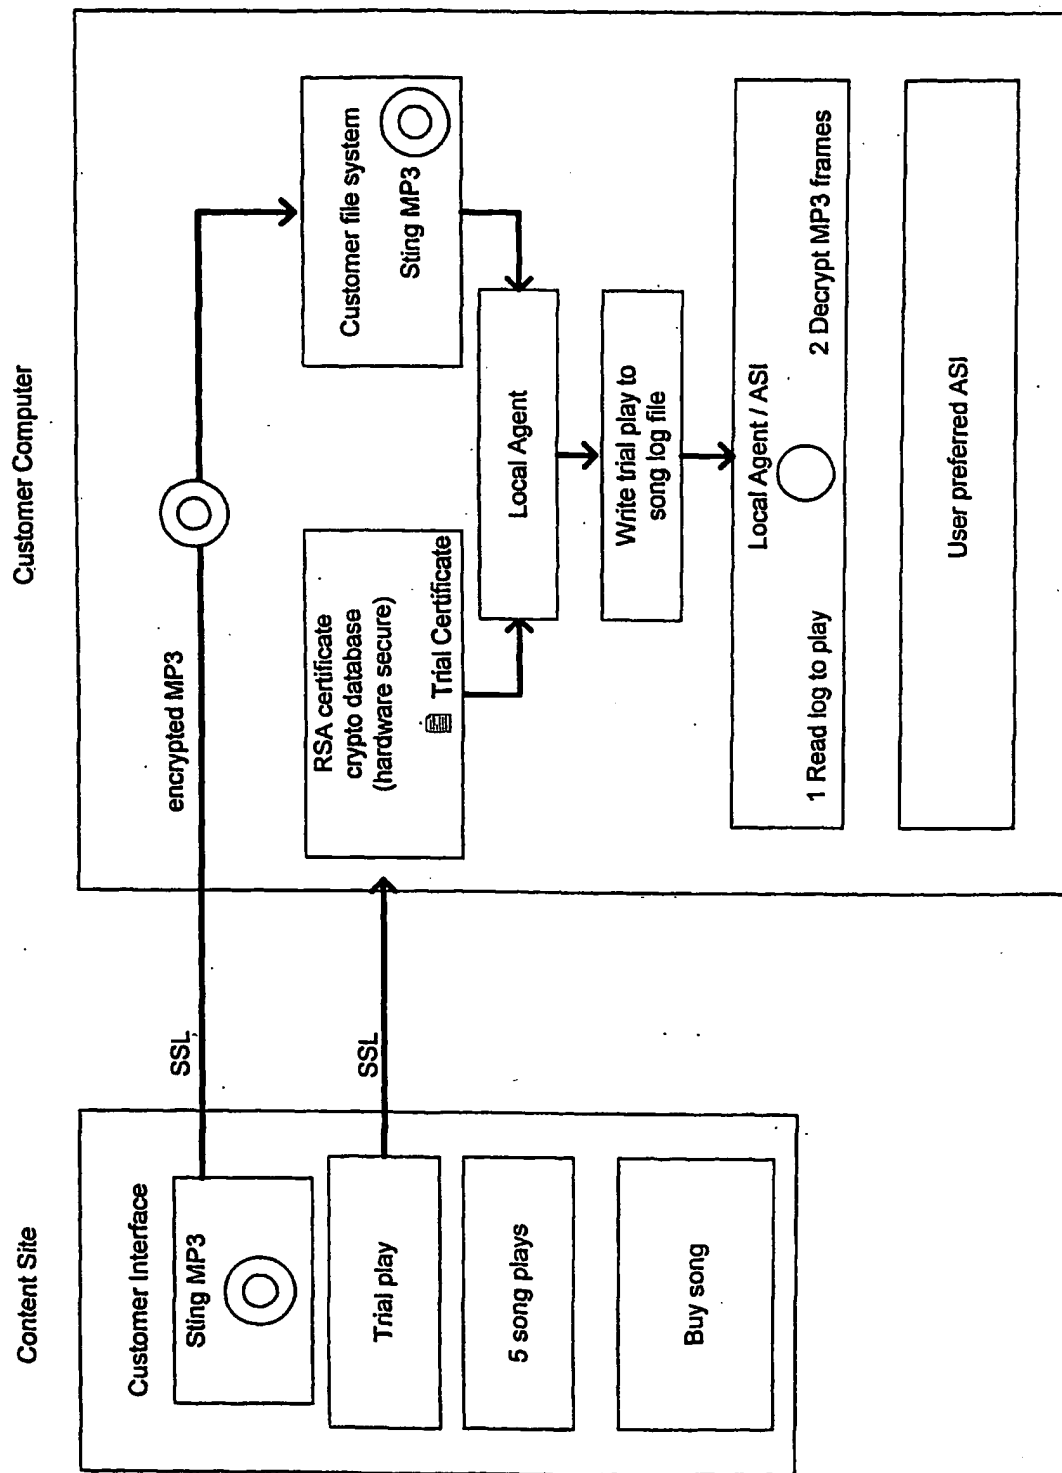 Content Site
Customer Interface
Sting MP3
Trial play
5 song plays
Buy song
SSL
SSL
Customer Computer
encrypted MP3
RSA certificate
crypto database
(hardware secure)
Trial Certificate
Customer file system
Sting MP3
Local Agent
Write trial play to
song log file
Local Agent / ASI
1 Read log to play
2 Decrypt MP3 frames
User preferred ASI